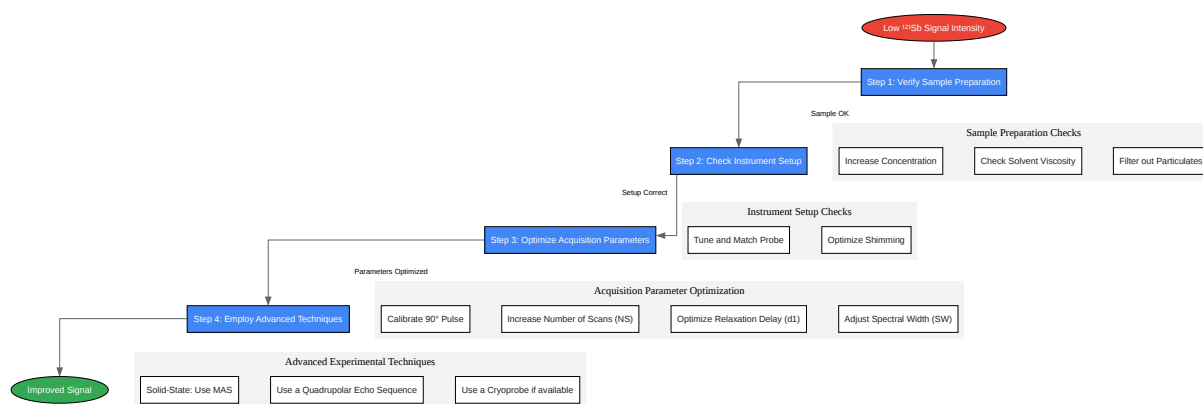 Low ¹²³Sb Signal Intensity
Step 1: Verify Sample Preparation
Sample OK
Sample Preparation Checks
Increase Concentration
Check Solvent Viscosity
Filter out Particulates
Step 2: Check Instrument Setup
Setup Correct
Instrument Setup Checks
Tune and Match Probe
Optimize Shimming
Step 3: Optimize Acquisition Parameters
Parameters Optimized
Acquisition Parameter Optimization
Calibrate 90° Pulse
Increase Number of Scans (NS)
Optimize Relaxation Delay (d1)
Adjust Spectral Width (SW)
Step 4: Employ Advanced Techniques
Advanced Experimental Techniques
Solid-State: Use MAS
Use a Quadrupolar Echo Sequence
Use a Cryoprobe if available
Improved Signal